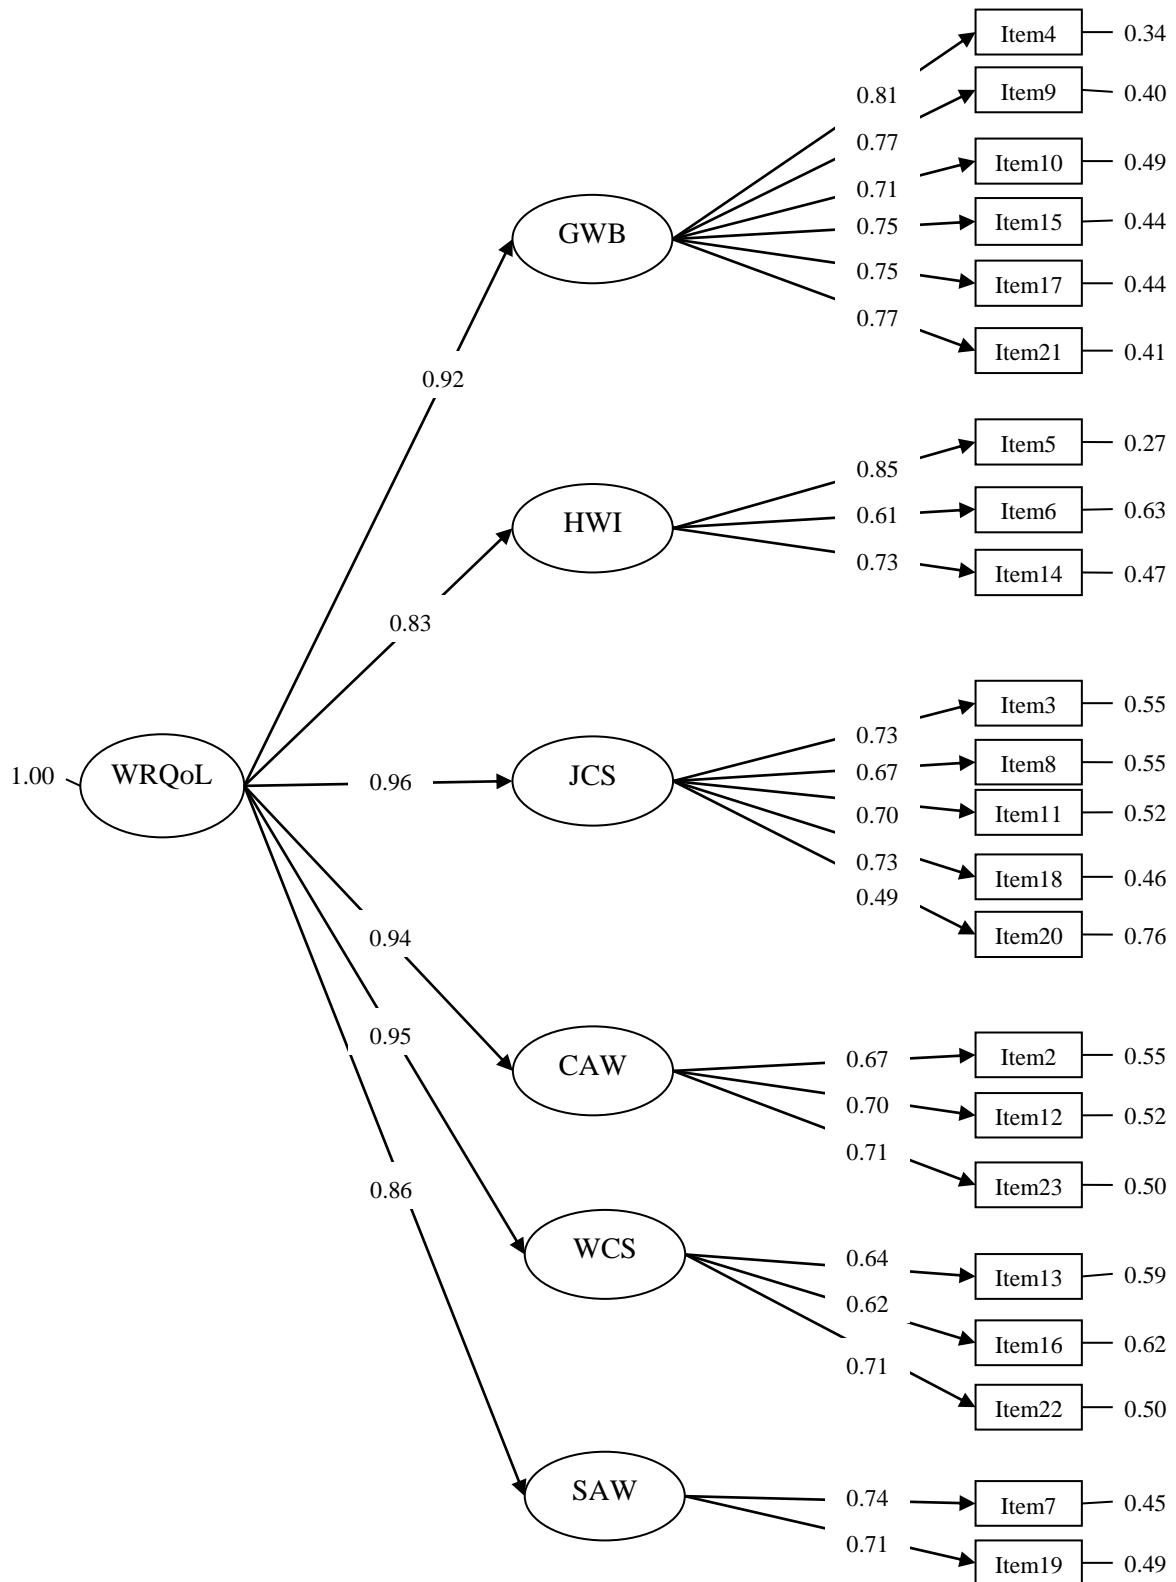 Item4 0.34
0.81
Item9 0.40
0.77
Item10 0.49
0.71
Item15 0.44
0.75
GWB
Item17 0.44
0.75
Item21 0.41
0.77
0.92
Item5 0.27
0.85
Item6 0.63
0.61
HWI
Item14 0.47
0.73
0.83
Item3 0.55
0.73
Item8 0.55
0.67
1.00 WRQoL 0.96 JCS
Item11 0.52
0.70
Item18 0.46
0.73
0.49
Item20 0.76
0.94
0.95
Item2 0.55
0.67
CAW
Item12 0.52
0.70
Item23 0.50
0.71
0.86
WCS
Item13 0.59
0.64
0.62
Item16 0.62
0.71
Item22 0.50
SAW
0.74 Item7 0.45
0.71
Item19 0.49